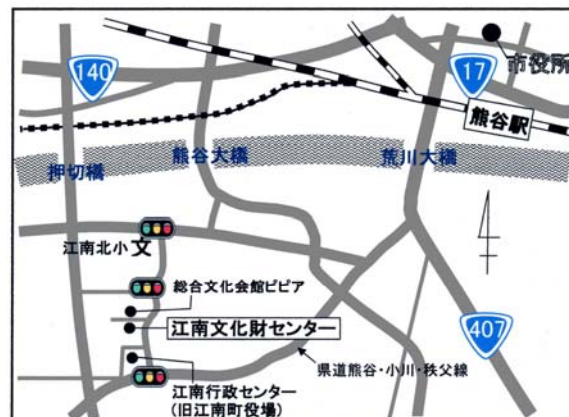 140
17
市役所
熊谷駅
押切橋
熊谷大橋
荒川大橋
江南北小
文
総合文化会館ピピア
江南文化財センター
407
県道熊谷・小川・秩父線
江南行政センター
(旧江南町役場)